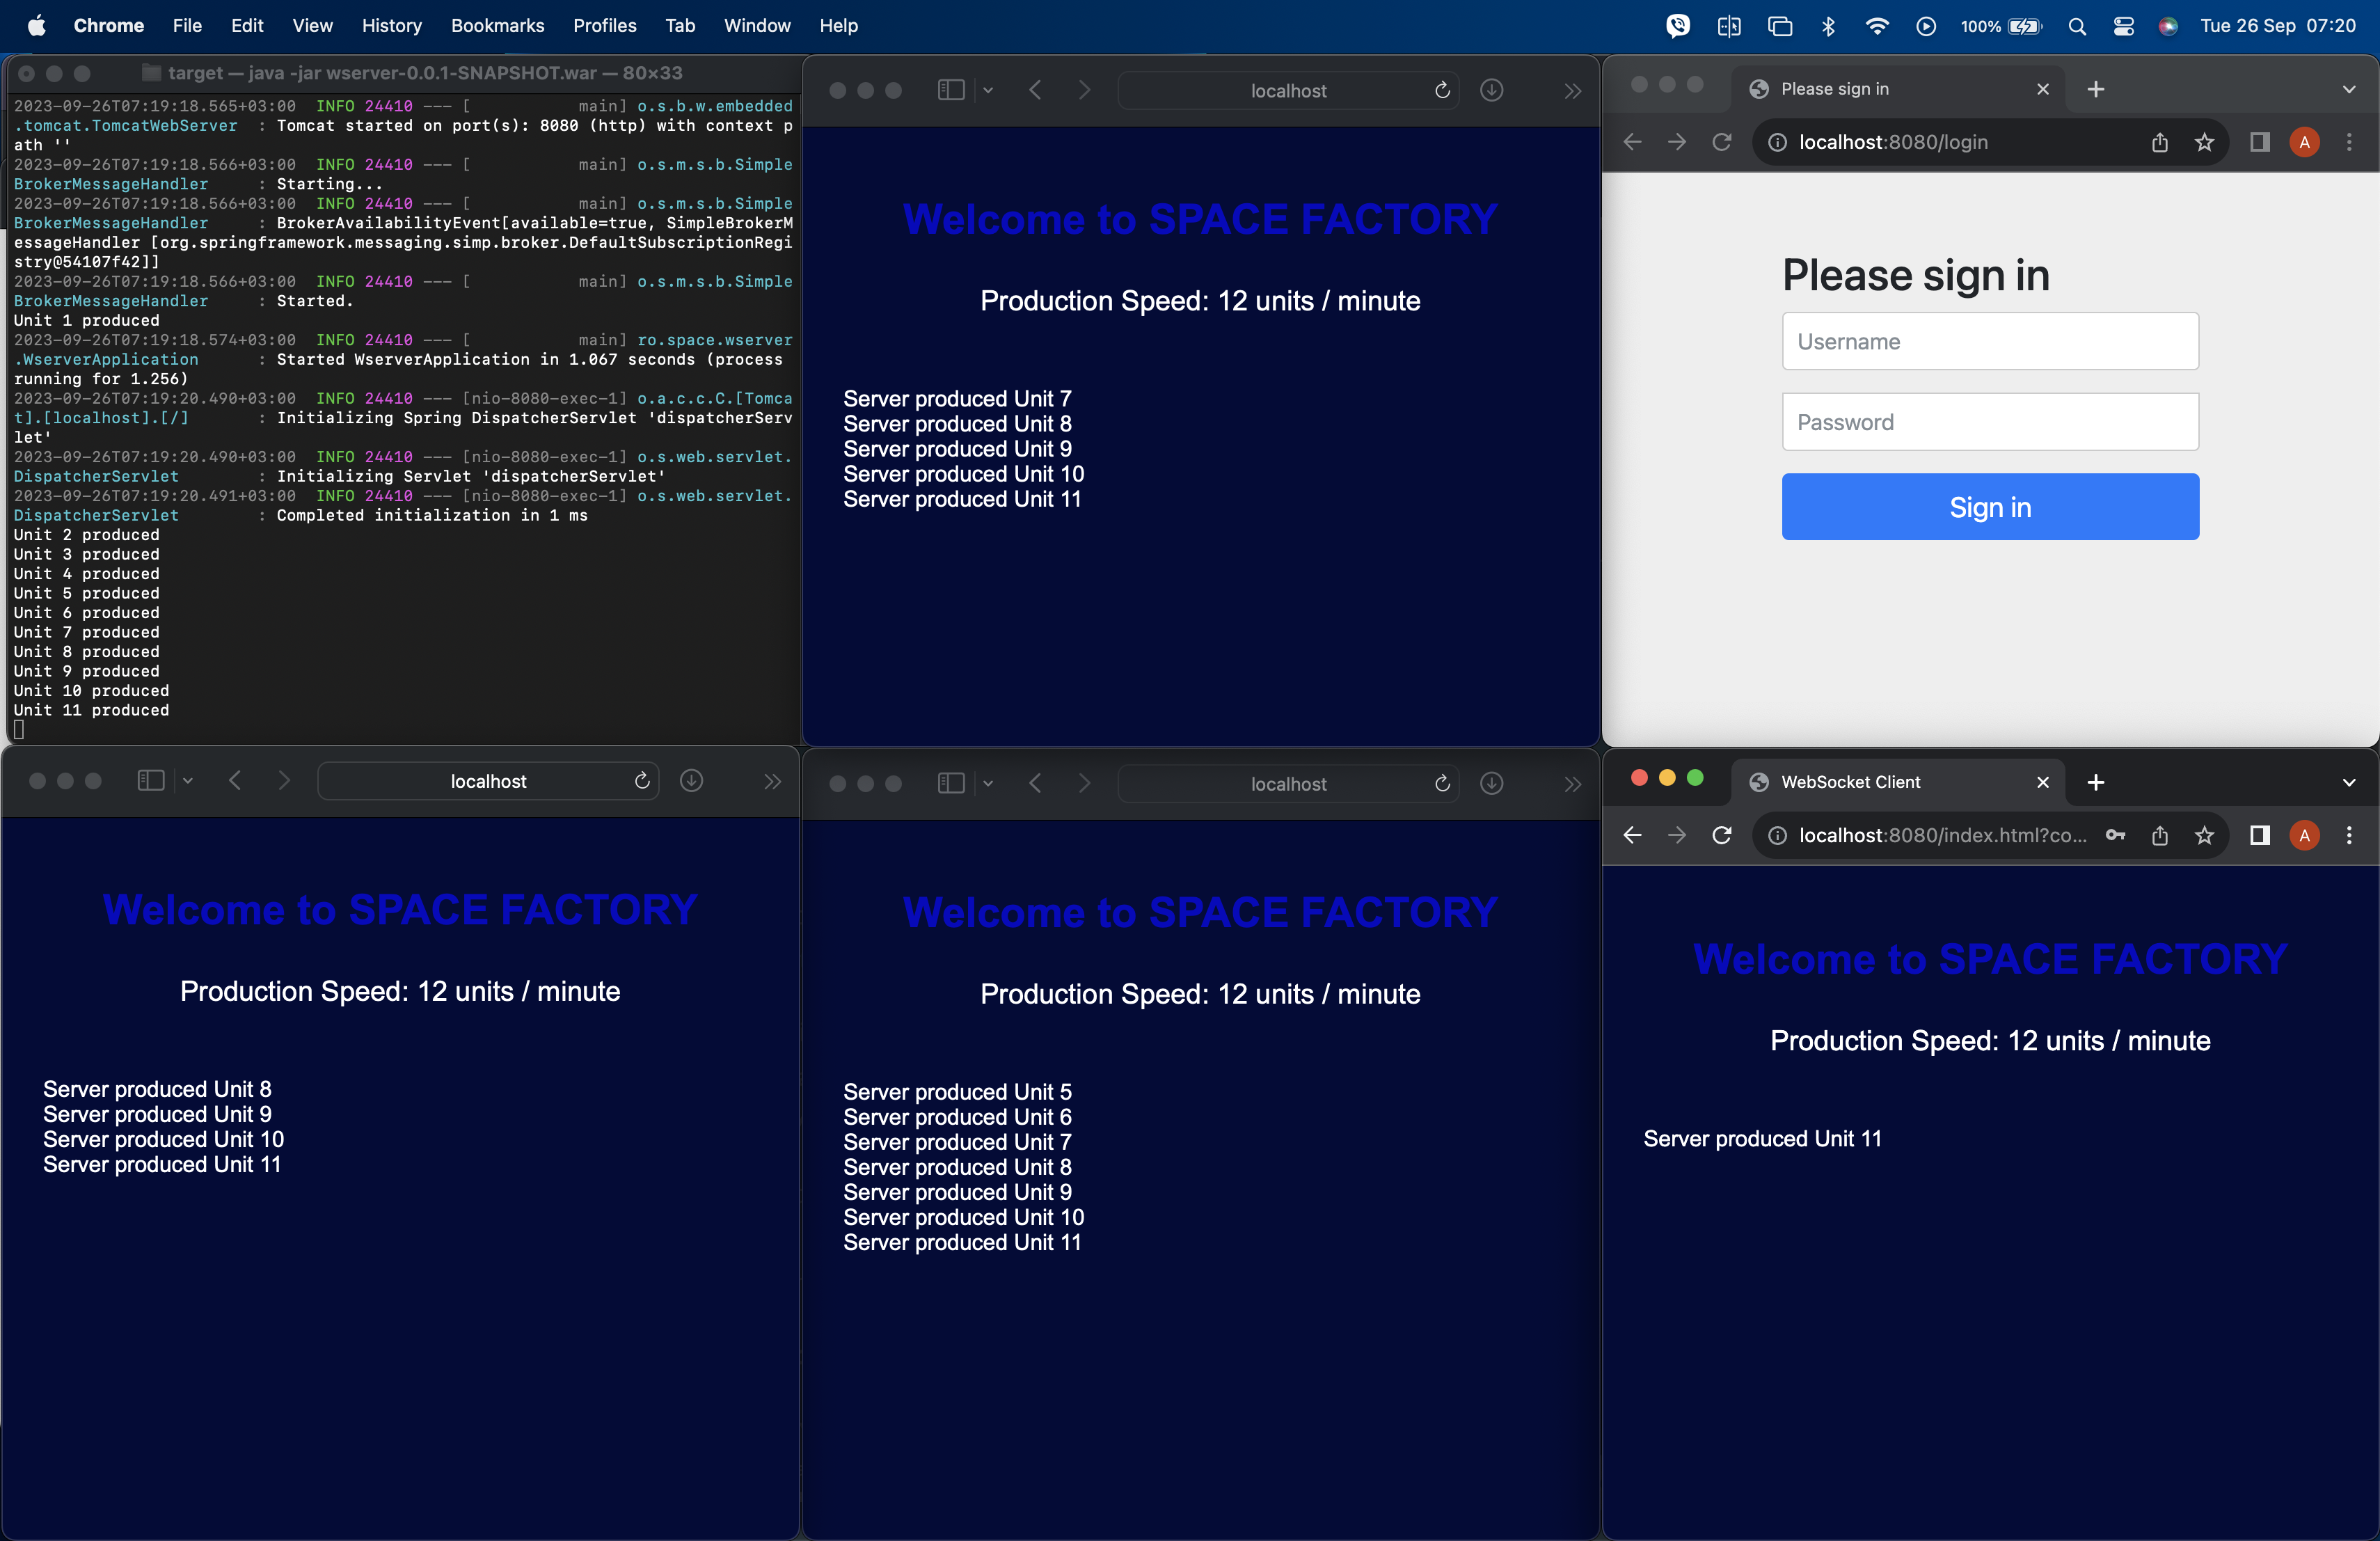 Chrome File Edit View History Bookmarks Profiles Tab Window Help 100% Tue 26 Sep 07:20
target — java -jar wserver-0.0.1-SNAPSHOT.war — 80×33
2023-09-26T07:19:18.565+03:00  INFO 24410 --- [           main] o.s.b.w.embedded
.tomcat.TomcatWebServer  : Tomcat started on port(s): 8080 (http) with context p
ath ''
2023-09-26T07:19:18.566+03:00  INFO 24410 --- [           main] o.s.m.s.b.Simple
BrokerMessageHandler     : Starting...
2023-09-26T07:19:18.566+03:00  INFO 24410 --- [           main] o.s.m.s.b.Simple
BrokerMessageHandler     : BrokerAvailabilityEvent[available=true, SimpleBrokerM
essageHandler [org.springframework.messaging.simp.broker.DefaultSubscriptionRegi
stry@54107f42]]
2023-09-26T07:19:18.566+03:00  INFO 24410 --- [           main] o.s.m.s.b.Simple
BrokerMessageHandler     : Started.
Unit 1 produced
2023-09-26T07:19:18.574+03:00  INFO 24410 --- [           main] ro.space.wserver
.WserverApplication      : Started WserverApplication in 1.067 seconds (process
running for 1.256)
2023-09-26T07:19:20.490+03:00  INFO 24410 --- [nio-8080-exec-1] o.a.c.c.C.[Tomca
t].[localhost].[/]       : Initializing Spring DispatcherServlet 'dispatcherServ
let'
2023-09-26T07:19:20.490+03:00  INFO 24410 --- [nio-8080-exec-1] o.s.web.servlet.
DispatcherServlet        : Initializing Servlet 'dispatcherServlet'
2023-09-26T07:19:20.491+03:00  INFO 24410 --- [nio-8080-exec-1] o.s.web.servlet.
DispatcherServlet        : Completed initialization in 1 ms
Unit 2 produced
Unit 3 produced
Unit 4 produced
Unit 5 produced
Unit 6 produced
Unit 7 produced
Unit 8 produced
Unit 9 produced
Unit 10 produced
Unit 11 produced
localhost
Welcome to SPACE FACTORY
Production Speed: 12 units / minute
Server produced Unit 7
Server produced Unit 8
Server produced Unit 9
Server produced Unit 10
Server produced Unit 11
Please sign in
localhost:8080/login
A
Please sign in
Username
Password
Sign in
localhost
Welcome to SPACE FACTORY
Production Speed: 12 units / minute
Server produced Unit 8
Server produced Unit 9
Server produced Unit 10
Server produced Unit 11
localhost
Welcome to SPACE FACTORY
Production Speed: 12 units / minute
Server produced Unit 5
Server produced Unit 6
Server produced Unit 7
Server produced Unit 8
Server produced Unit 9
Server produced Unit 10
Server produced Unit 11
WebSocket Client
localhost:8080/index.html?co...
A
Welcome to SPACE FACTORY
Production Speed: 12 units / minute
Server produced Unit 11